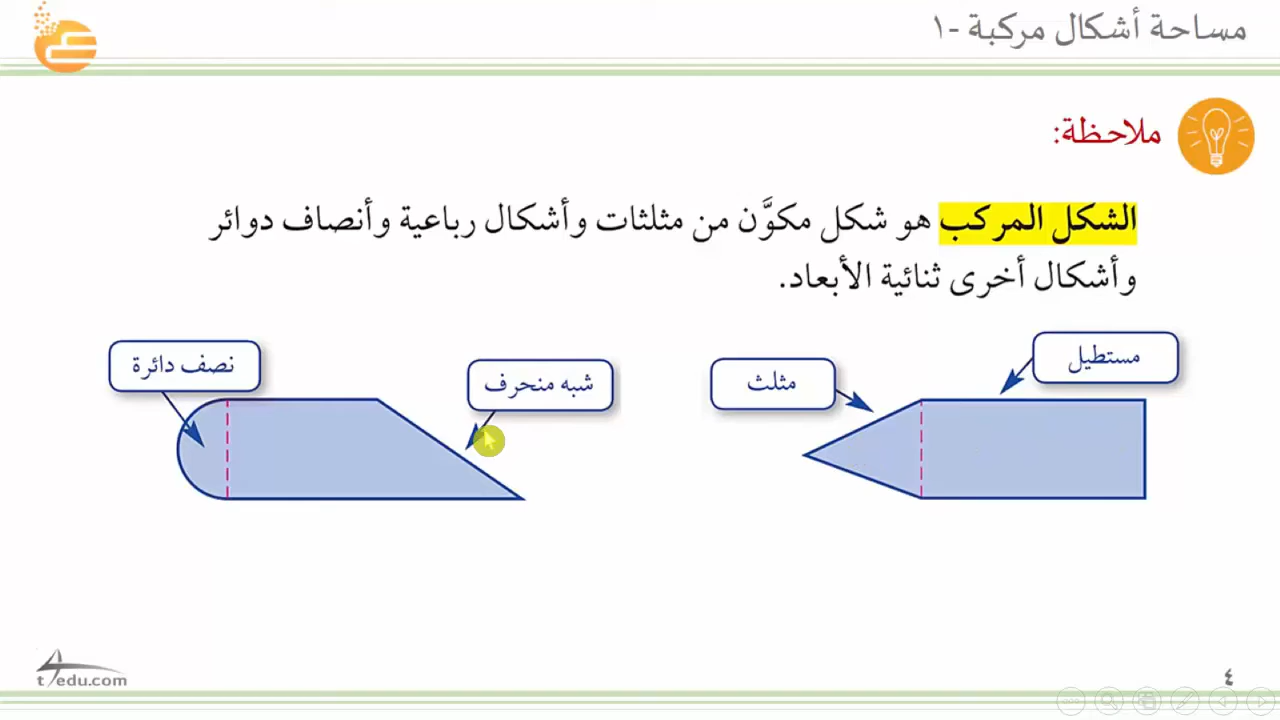 مساحة أشكال مركبة -١
ملاحظة:
الشكل المركب هو شكل مكوَّن من مثلثات وأشكال رباعية وأنصاف دوائر
وأشكال أخرى ثنائية الأبعاد.
مستطيل
مثلث
شبه منحرف
نصف دائرة
t4edu.com
٤